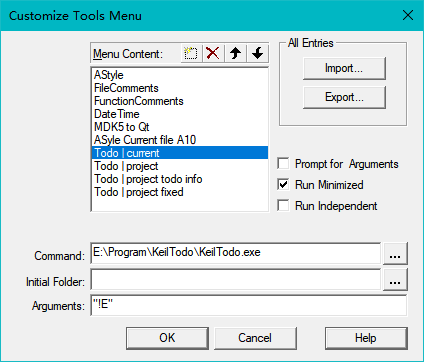 Customize Tools Menu
Menu Content:
All Entries
AStyle
FileComments
FunctionComments
DateTime
MDK5 to Qt
ASyle Current file A10
Todo | current
Todo | project
Todo | project todo info
Todo | project fixed
Import...
Export...
Prompt for Arguments
Run Minimized
Run Independent
Command: E:\Program\KeilTodo\KeilTodo.exe ...
Initial Folder: ...
Arguments: "!E"
OK Cancel Help